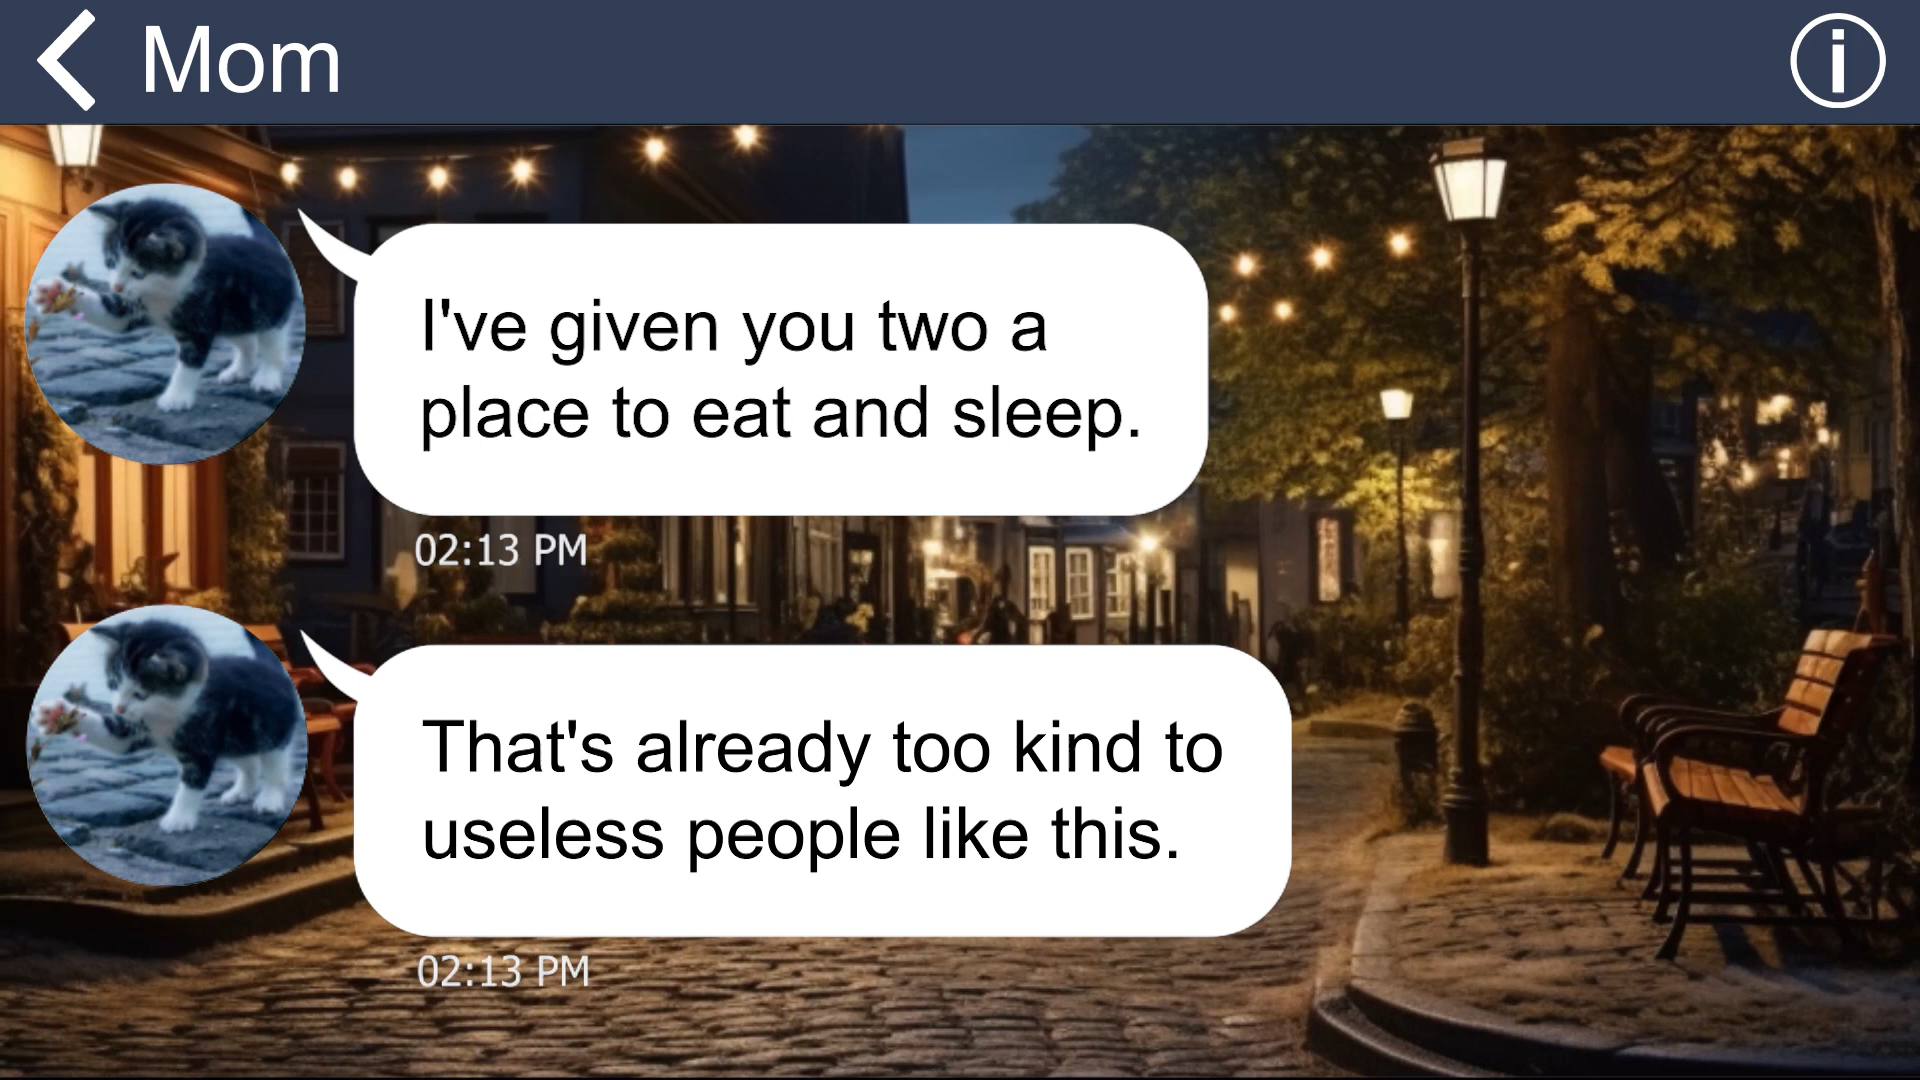 Mom
I've given you two a
place to eat and sleep.
02:13 PM
That's already too kind to
useless people like this.
02:13 PM